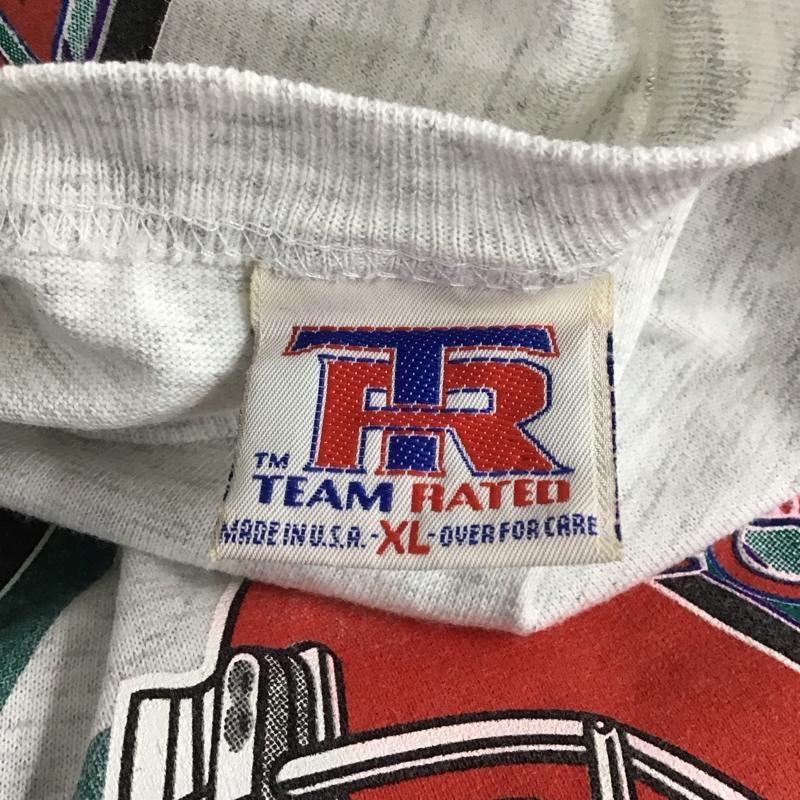 TR
TM
TEAM RATED
MADE IN U.S.A.-XL-OVER FOR CARE